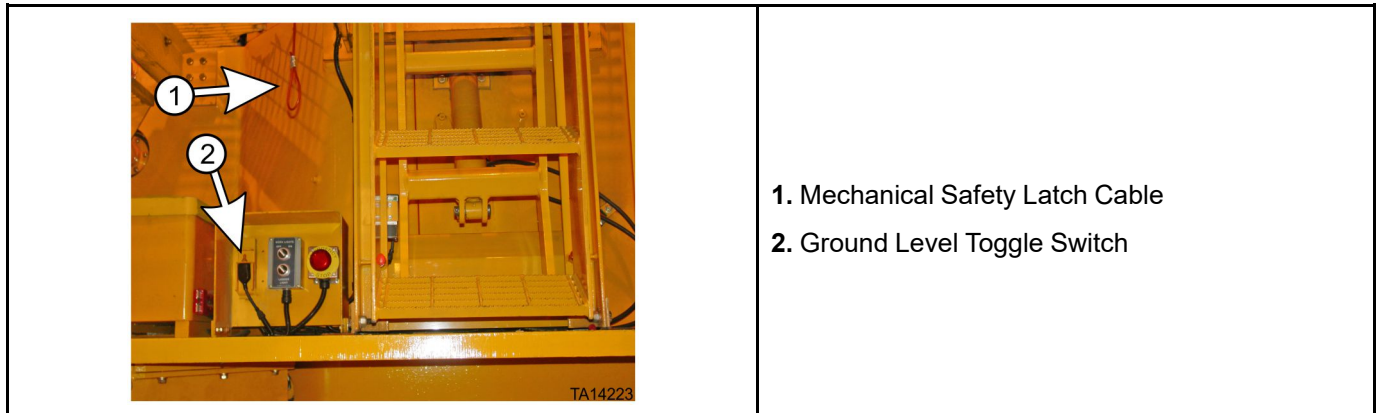 1
2
TA14223
1. Mechanical Safety Latch Cable
2. Ground Level Toggle Switch